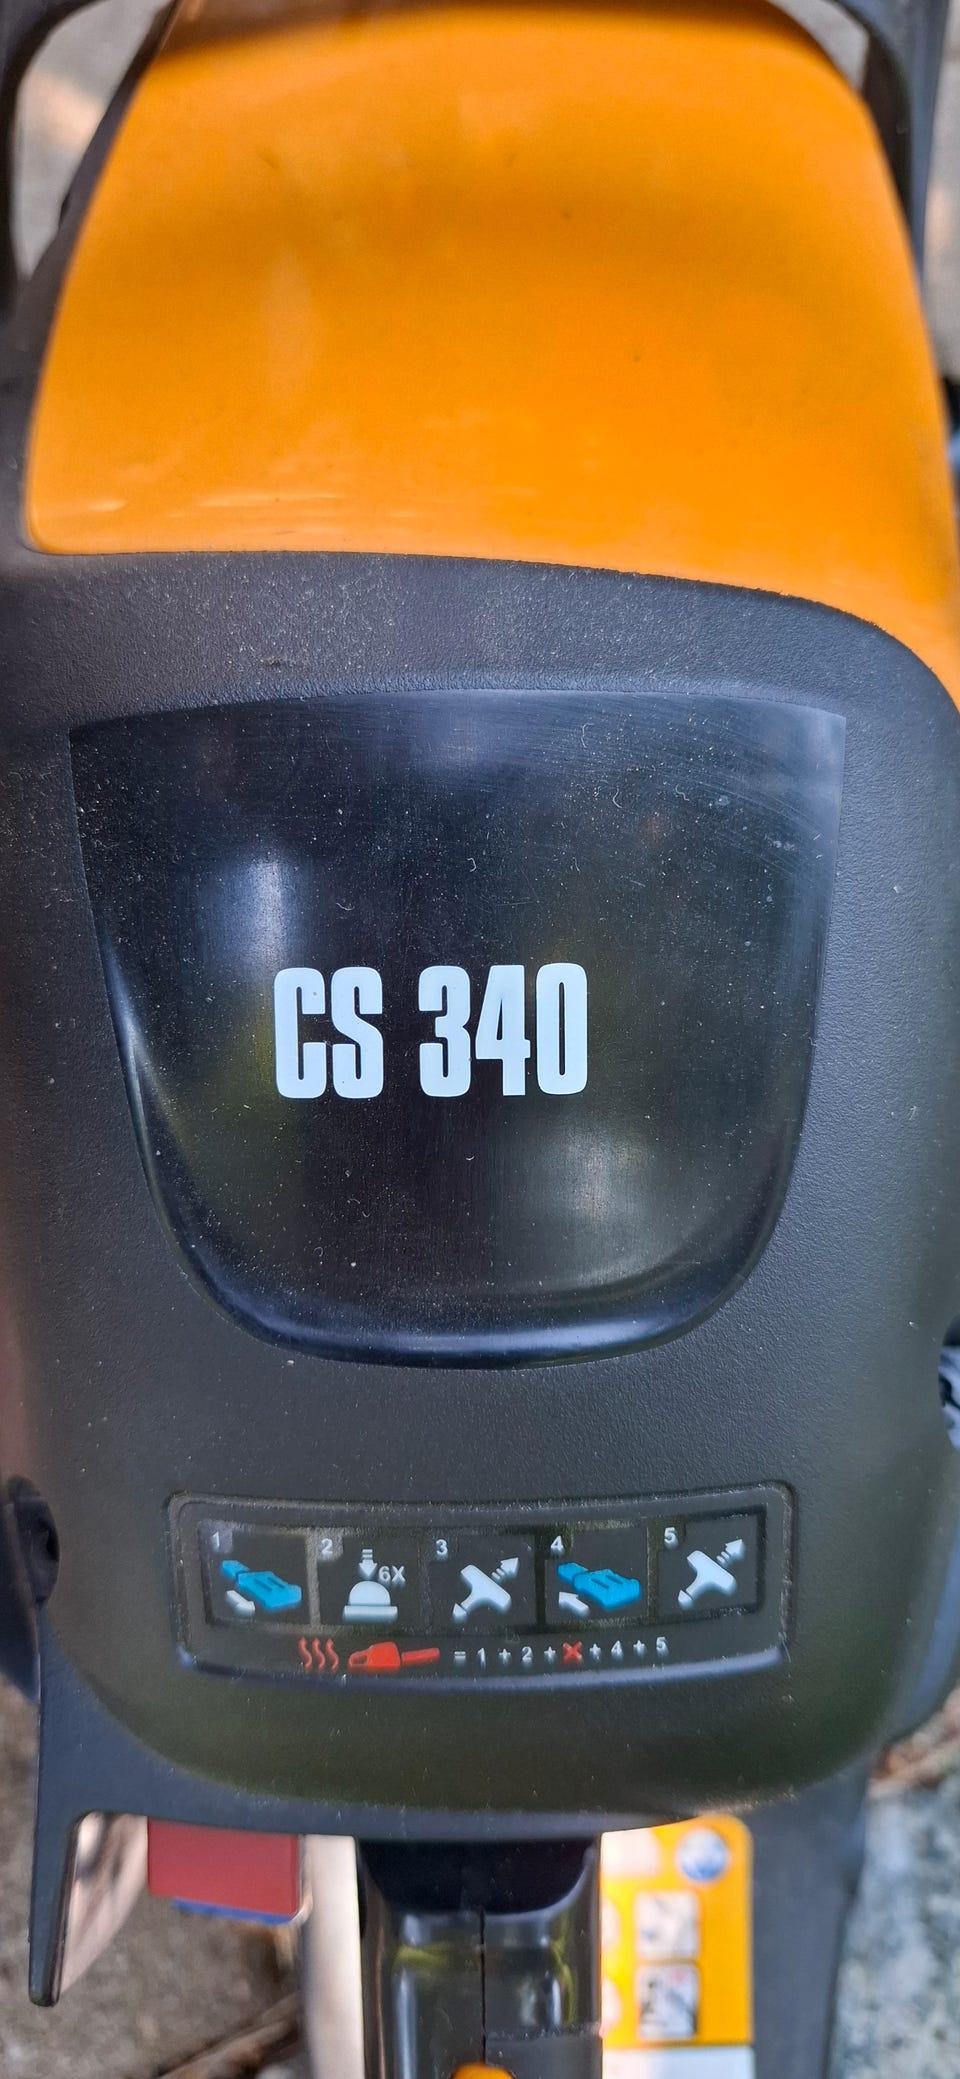 CS 340
1 2 6X 3 4 5
= 1 + 2 + × + 4 + 5